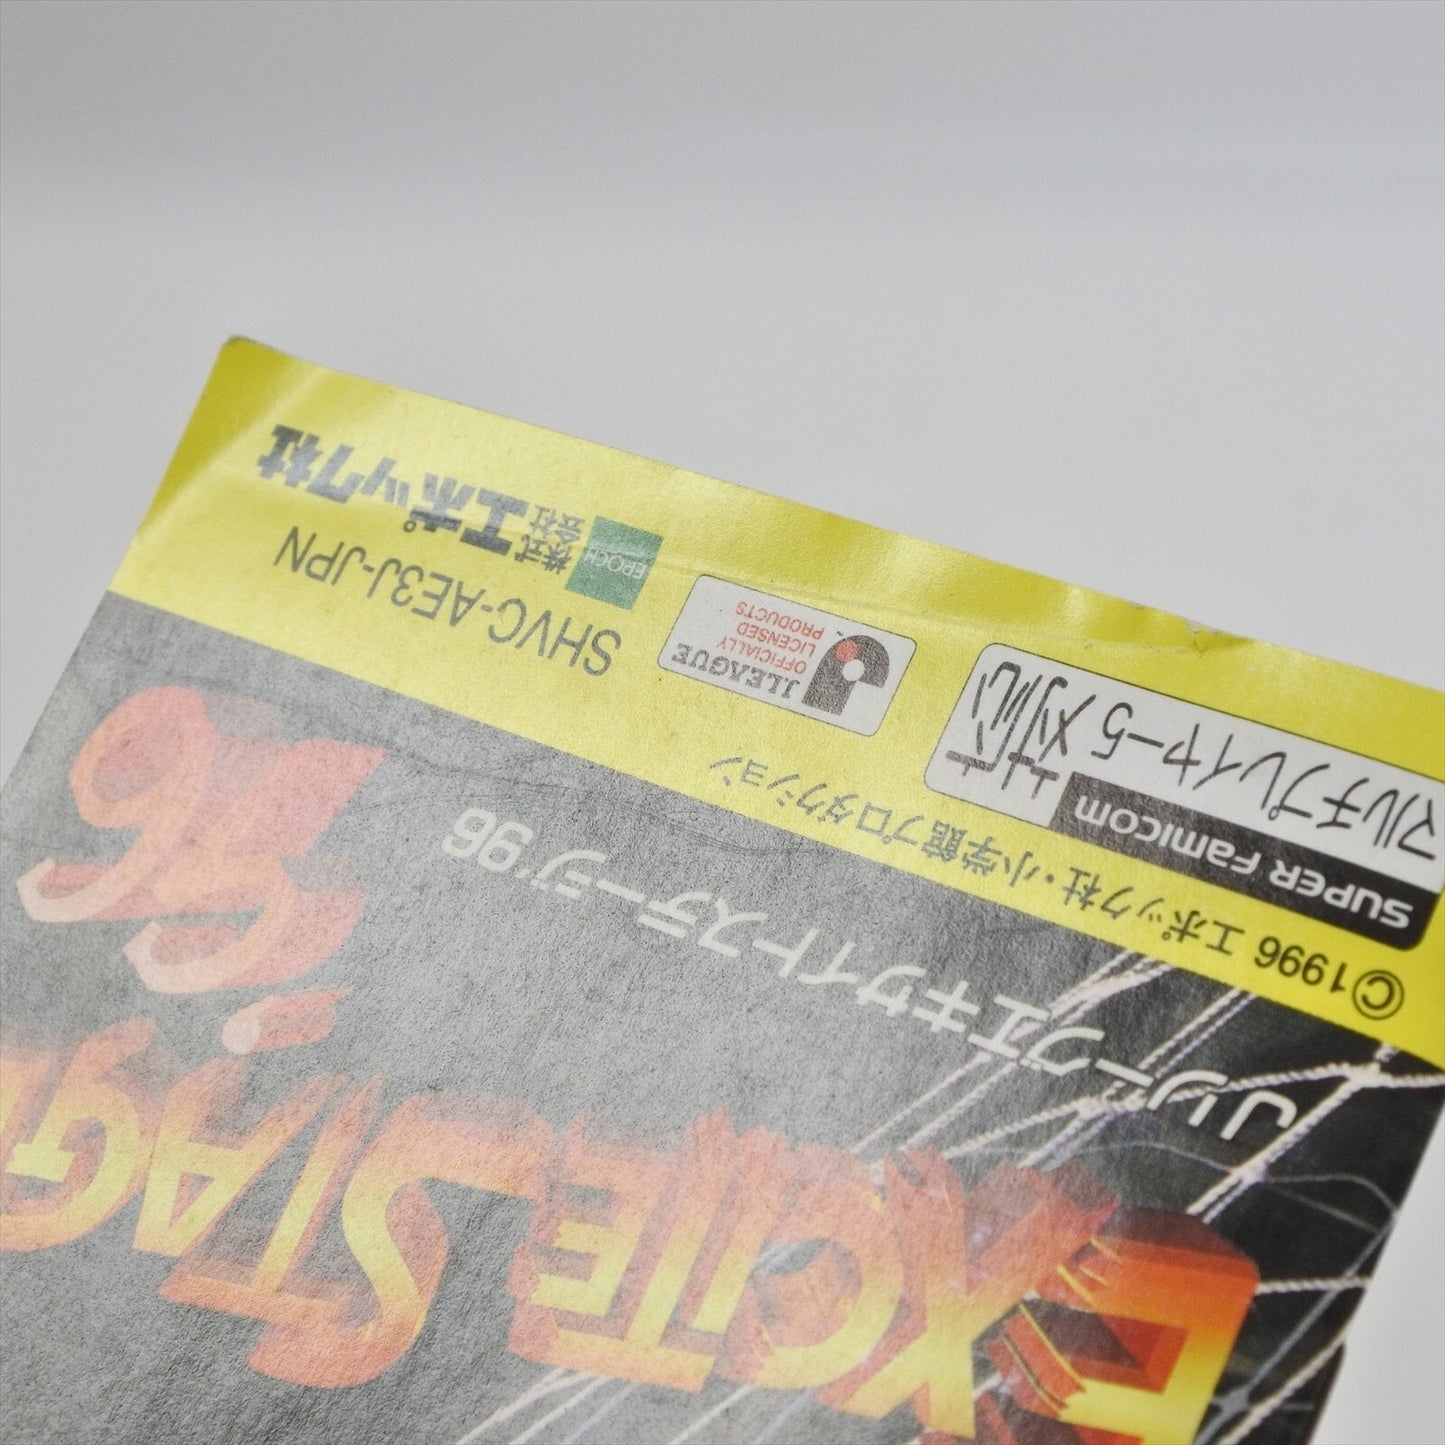 EXCITE STAGE '96
Jリーグエキサイトステージ'96
©1996 エポック社・小学館プロダクション
SUPER FAMICOM
マルチプレイヤー5 対応
J.LEAGUE
OFFICIALLY
LICENSED
PRODUCTS
SHVC-AE3J-JPN
EPOCH
株式
会社
エポック社